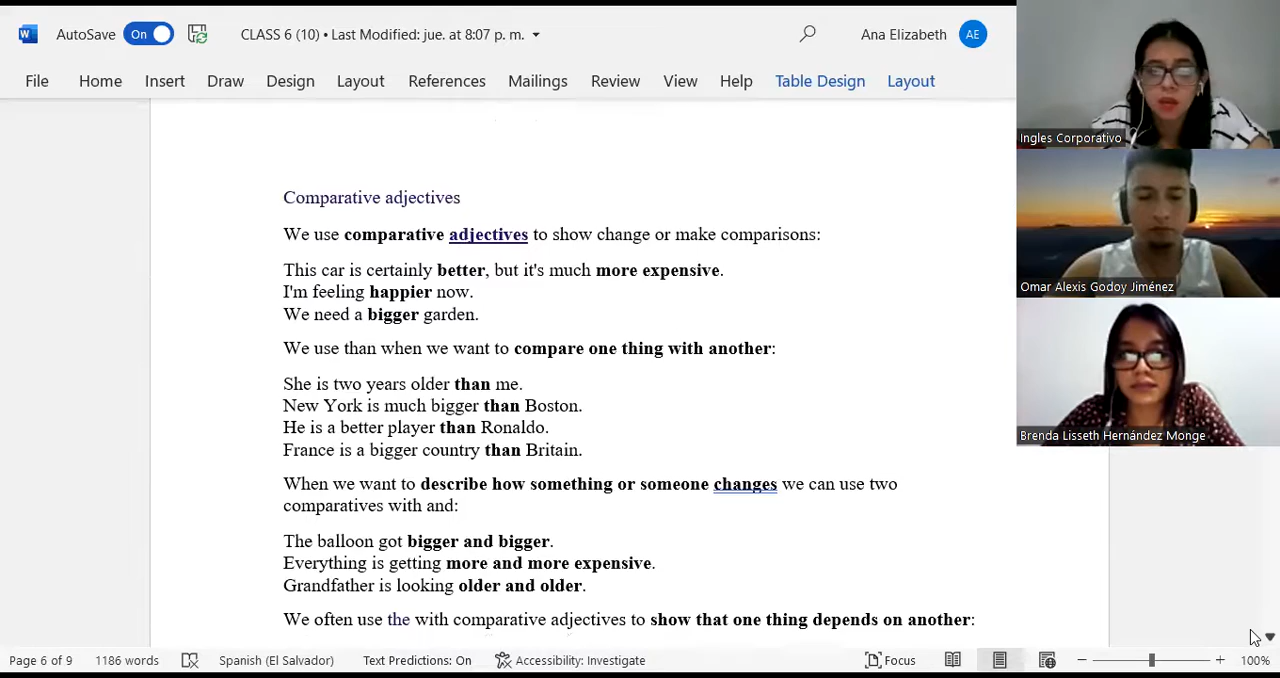 AutoSave On CLASS 6 (10) • Last Modified: jue. at 8:07 p. m. Ana Elizabeth AE
File Home Insert Draw Design Layout References Mailings Review View Help Table Design Layout
Ingles Corporativo
Omar Alexis Godoy Jiménez
Brenda Lisseth Hernández Monge
Comparative adjectives
We use comparative adjectives to show change or make comparisons:
This car is certainly better, but it's much more expensive.
I'm feeling happier now.
We need a bigger garden.
We use than when we want to compare one thing with another:
She is two years older than me.
New York is much bigger than Boston.
He is a better player than Ronaldo.
France is a bigger country than Britain.
When we want to describe how something or someone changes we can use two
comparatives with and:
The balloon got bigger and bigger.
Everything is getting more and more expensive.
Grandfather is looking older and older.
We often use the with comparative adjectives to show that one thing depends on another:
Page 6 of 9 1186 words Spanish (El Salvador) Text Predictions: On Accessibility: Investigate Focus 100%